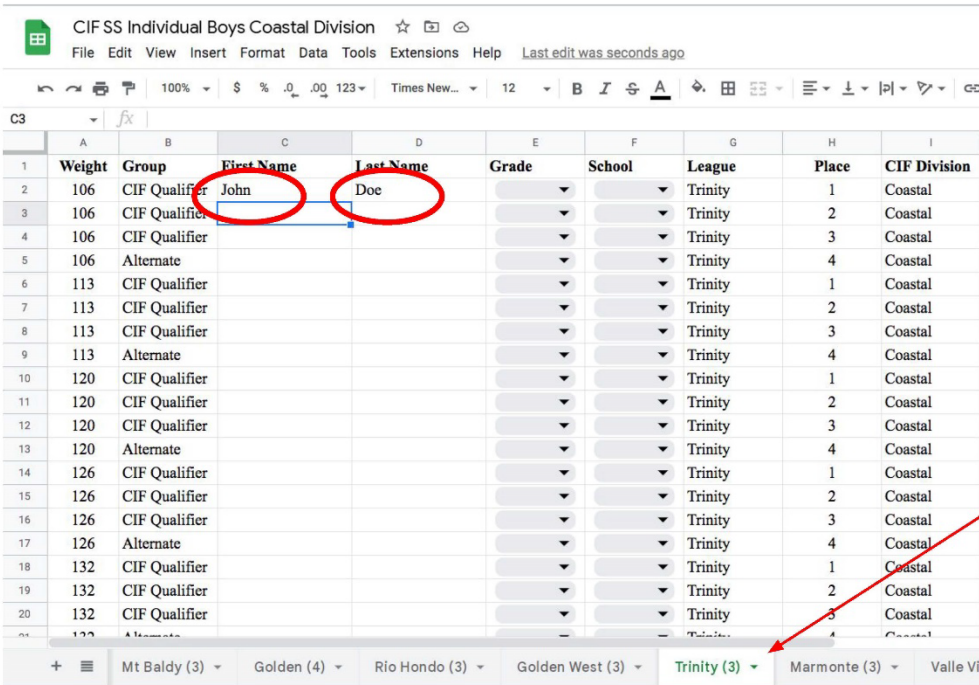 CIF SS Individual Boys Coastal Division
File Edit View Insert Format Data Tools Extensions Help Last edit was seconds ago
100% $ % .0 .00 123 Times New... 12 B I S A
C3 fx
A B C D E F G H I
1 Weight Group First Name Last Name Grade School League Place CIF Division
2 106 CIF Qualifier John Doe Trinity 1 Coastal
3 106 CIF Qualifier Trinity 2 Coastal
4 106 CIF Qualifier Trinity 3 Coastal
5 106 Alternate Trinity 4 Coastal
6 113 CIF Qualifier Trinity 1 Coastal
7 113 CIF Qualifier Trinity 2 Coastal
8 113 CIF Qualifier Trinity 3 Coastal
9 113 Alternate Trinity 4 Coastal
10 120 CIF Qualifier Trinity 1 Coastal
11 120 CIF Qualifier Trinity 2 Coastal
12 120 CIF Qualifier Trinity 3 Coastal
13 120 Alternate Trinity 4 Coastal
14 126 CIF Qualifier Trinity 1 Coastal
15 126 CIF Qualifier Trinity 2 Coastal
16 126 CIF Qualifier Trinity 3 Coastal
17 126 Alternate Trinity 4 Coastal
18 132 CIF Qualifier Trinity 1 Coastal
19 132 CIF Qualifier Trinity 2 Coastal
20 132 CIF Qualifier Trinity 3 Coastal
21 132 Alternate Trinity 4 Coastal
+ Mt Baldy (3) Golden (4) Rio Hondo (3) Golden West (3) Trinity (3) Marmonte (3) Valle Vi